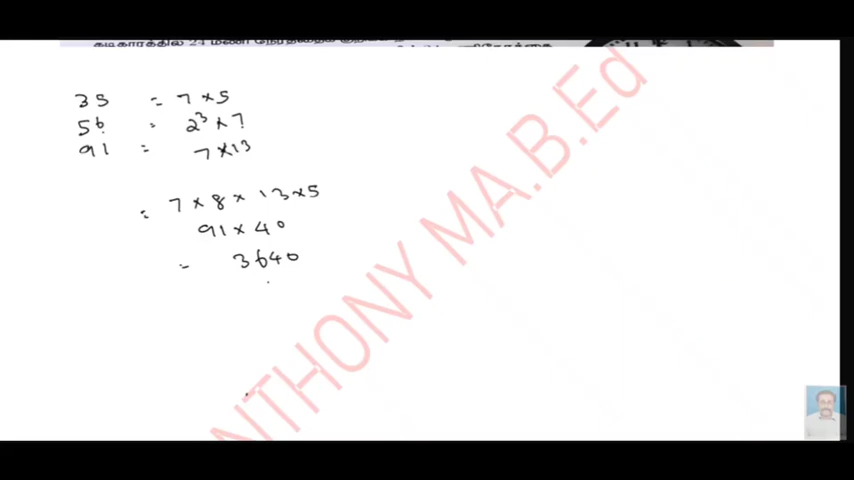 35 = 7 × 5
56 = 2³ × 7
91 = 7 × 13
= 7 × 8 × 13 × 5
91 × 40
= 3640
ANTHONY MA.B.Ed